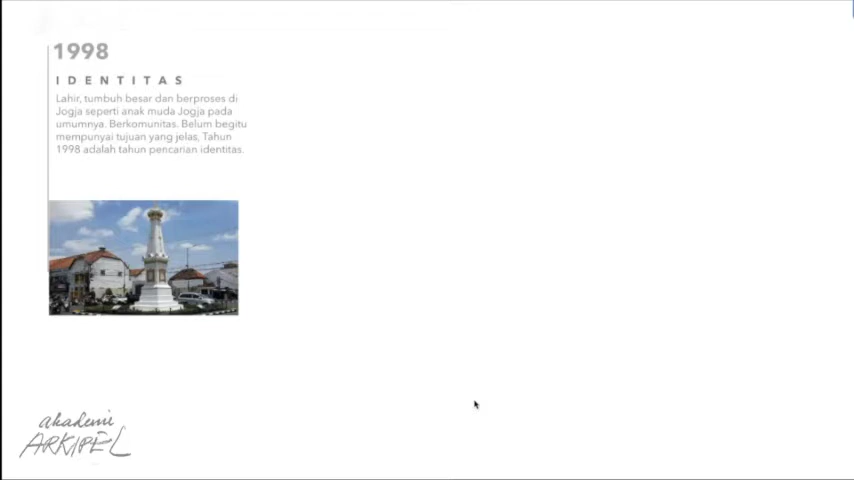 1998
IDENTITAS
Lahir, tumbuh besar dan berproses di
Jogja seperti anak muda Jogja pada
umumnya. Berkomunitas. Belum begitu
mempunyai tujuan yang jelas, Tahun
1998 adalah tahun pencarian identitas.
akademi
ARKIPEL